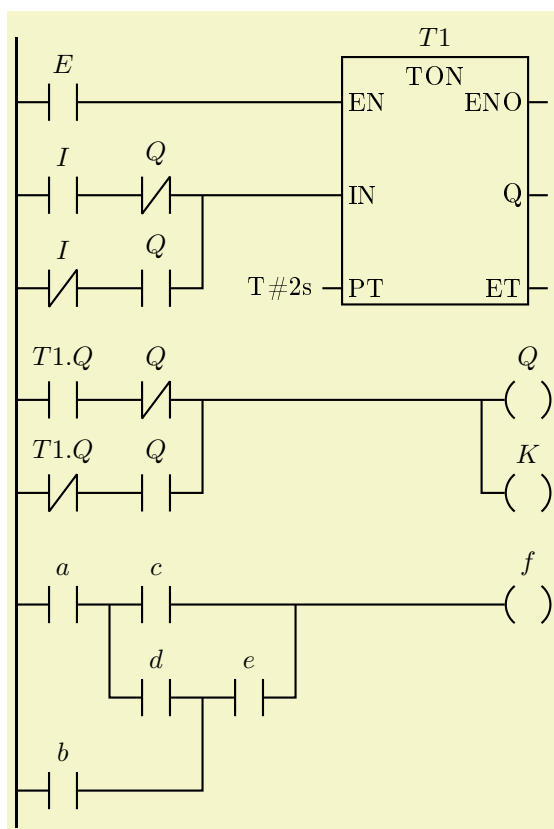 T1
E
TON
EN ENO
I Q
IN Q
I Q
T#2s PT ET
T1.Q Q Q
T1.Q Q K
a c f
d e
b